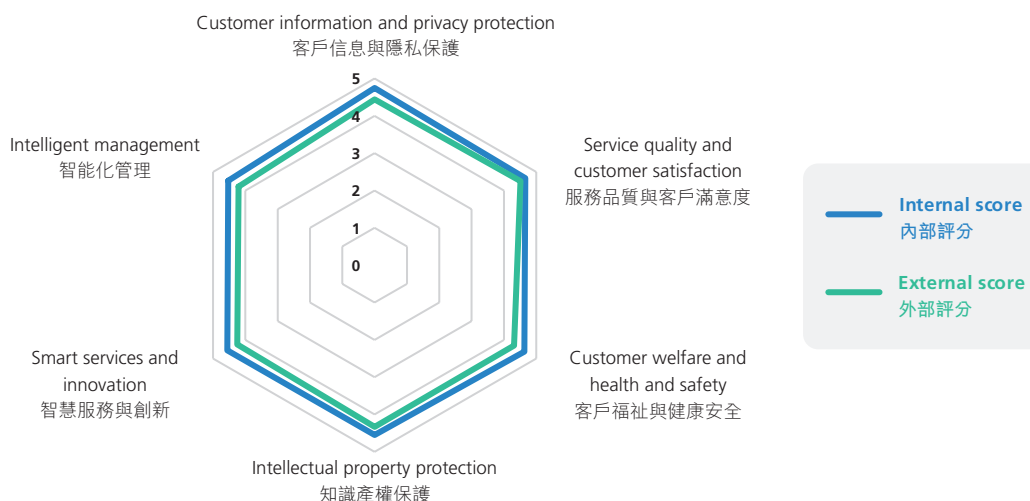 Customer information and privacy protection
客戶信息與隱私保護
5
4
3
2
1
0
Intelligent management
智能化管理
Service quality and
customer satisfaction
服務品質與客戶滿意度
Internal score
內部評分
External score
外部評分
Smart services and
innovation
智慧服務與創新
Customer welfare and
health and safety
客戶福祉與健康安全
Intellectual property protection
知識產權保護